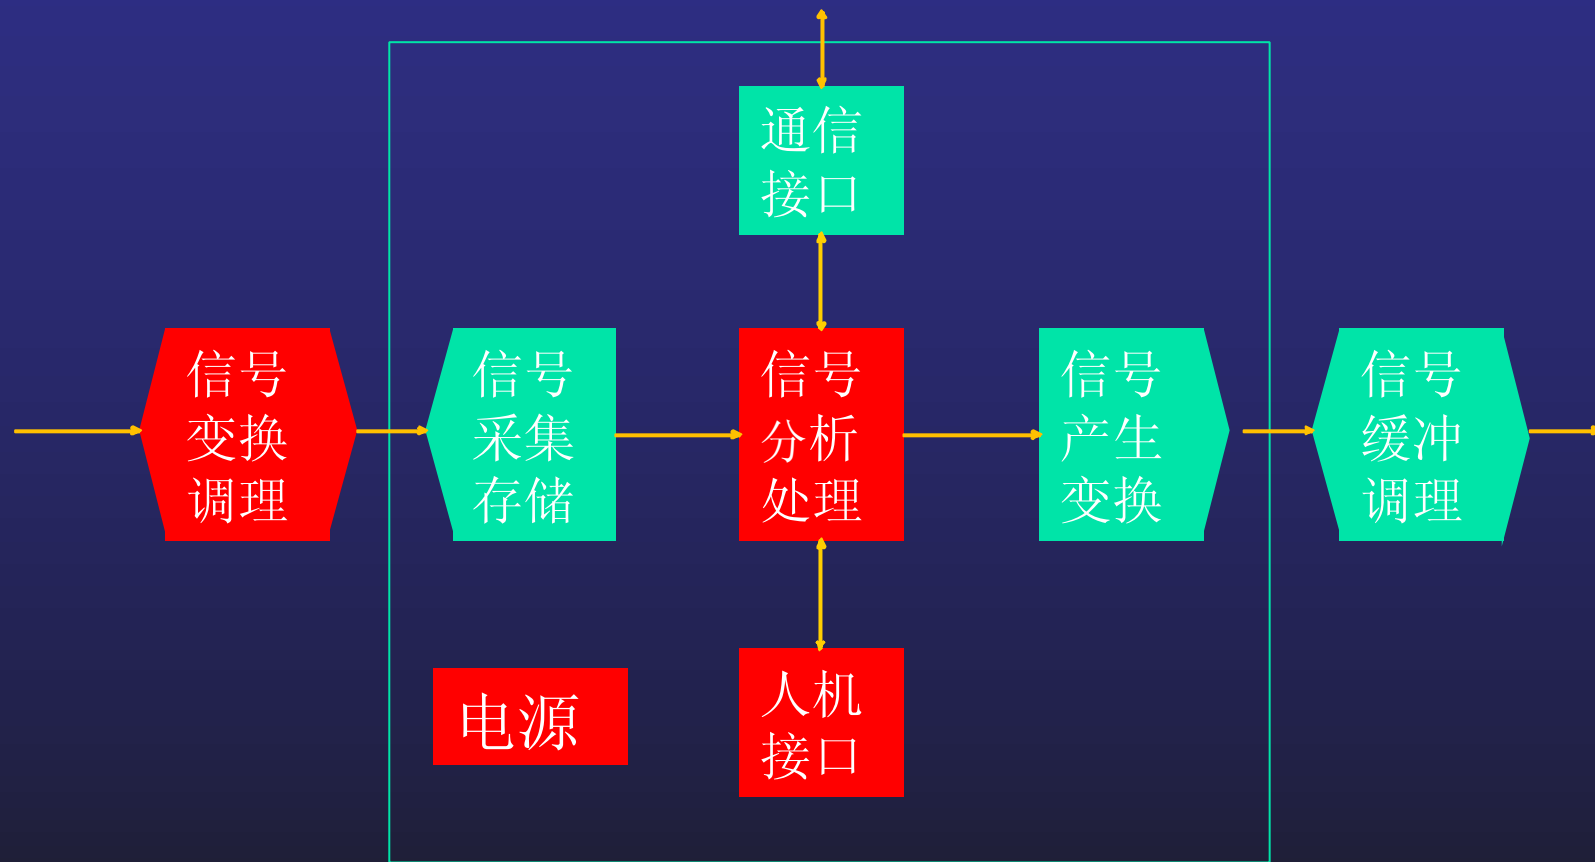 通信
接口
信号
变换
调理
信号
采集
存储
信号
分析
处理
信号
产生
变换
信号
缓冲
调理
电源
人机
接口